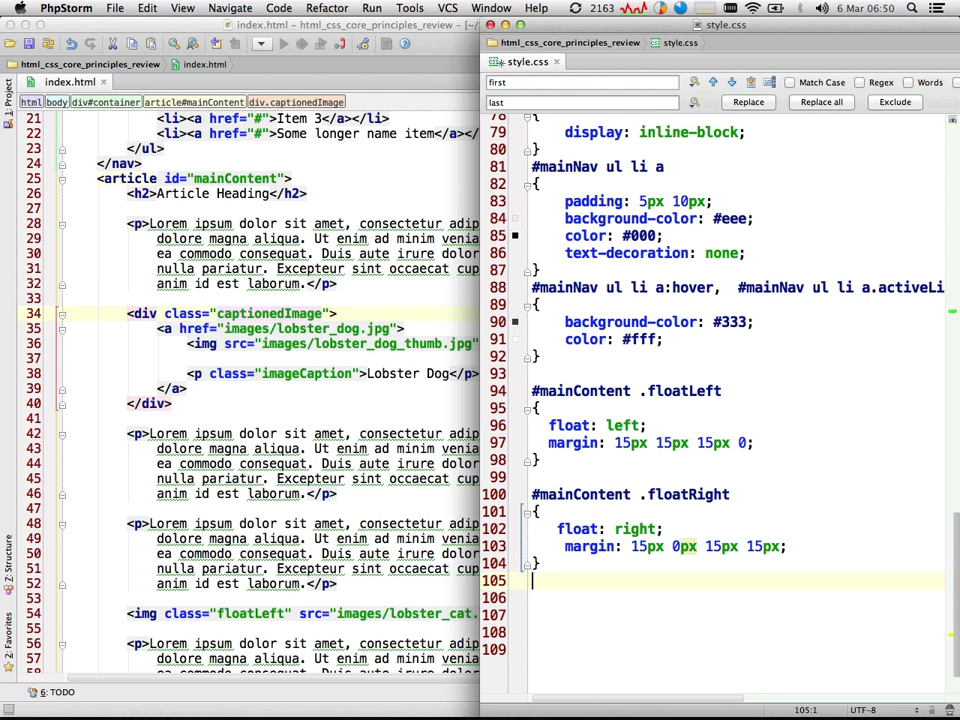 PhpStorm File Edit View Navigate Code Refactor Run Tools VCS Window Help 2163 6 Mar 06:50
index.html - html_css_core_principles_review - [~/
html_css_core_principles_review index.html
index.html
html body div#container article#mainContent div.captionedImage
1: Project
21 <li><a href="#">Item 3</a></li>
22 <li><a href="#">Some longer name item</a></
23 </ul>
24 </nav>
25 <article id="mainContent">
26 <h2>Article Heading</h2>
27
28 <p>Lorem ipsum dolor sit amet, consectetur adip
29 dolore magna aliqua. Ut enim ad minim venia
30 ea commodo consequat. Duis aute irure dolor
31 nulla pariatur. Excepteur sint occaecat cup
32 anim id est laborum.</p>
33
34 <div class="captionedImage">
35 <a href="images/lobster_dog.jpg">
36 <img src="images/lobster_dog_thumb.jpg"
37
38 <p class="imageCaption">Lobster Dog</p>
39 </a>
40 </div>
41
42 <p>Lorem ipsum dolor sit amet, consectetur adip
43 dolore magna aliqua. Ut enim ad minim venia
44 ea commodo consequat. Duis aute irure dolor
45 nulla pariatur. Excepteur sint occaecat cup
46 anim id est laborum.</p>
47
48 <p>Lorem ipsum dolor sit amet, consectetur adip
49 dolore magna aliqua. Ut enim ad minim venia
50 ea commodo consequat. Duis aute irure dolor
51 nulla pariatur. Excepteur sint occaecat cup
52 anim id est laborum.</p>
53
54 <img class="floatLeft" src="images/lobster_cat.
55
56 <p>Lorem ipsum dolor sit amet, consectetur adip
57 dolore magna aliqua. Ut enim ad minim venia
58 ea commodo consequat. Duis aute irure dolor
Z: Structure
2: Favorites
6: TODO
style.css
html_css_core_principles_review style.css
style.css
first Match Case Regex Words
last Replace Replace all Exclude
78 {
79 display: inline-block;
80 }
81 #mainNav ul li a
82 {
83 padding: 5px 10px;
84 background-color: #eee;
85 color: #000;
86 text-decoration: none;
87 }
88 #mainNav ul li a:hover, #mainNav ul li a.activeLi
89 {
90 background-color: #333;
91 color: #fff;
92 }
93
94 #mainContent .floatLeft
95 {
96 float: left;
97 margin: 15px 15px 15px 0;
98 }
99
100 #mainContent .floatRight
101 {
102 float: right;
103 margin: 15px 0px 15px 15px;
104 }
105
106
107
108
109
105:1 UTF-8